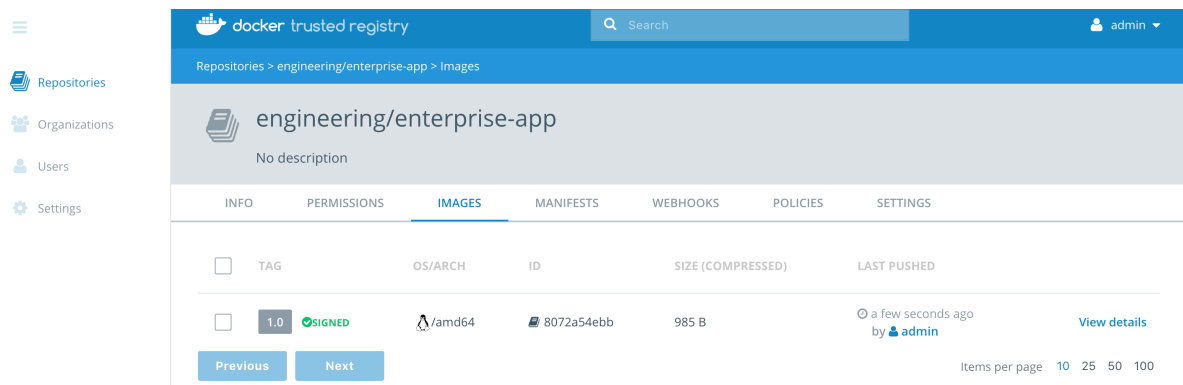 docker trusted registry
Search
admin
Repositories > engineering/enterprise-app > Images
Repositories
Organizations
Users
Settings
engineering/enterprise-app
No description
INFO PERMISSIONS IMAGES MANIFESTS WEBHOOKS POLICIES SETTINGS
TAG OS/ARCH ID SIZE (COMPRESSED) LAST PUSHED
1.0 SIGNED /amd64 8072a54ebb 985 B a few seconds ago
by admin
View details
Previous Next
Items per page 10 25 50 100